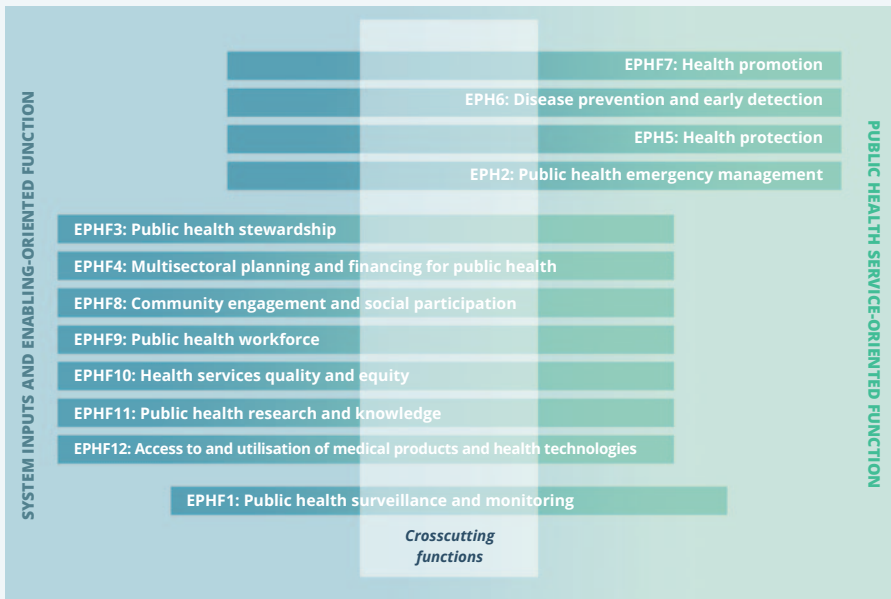 SYSTEM INPUTS AND ENABLING-ORIENTED FUNCTION
EPHF7: Health promotion
EPH6: Disease prevention and early detection
EPH5: Health protection
EPH2: Public health emergency management
EPHF3: Public health stewardship
EPHF4: Multisectoral planning and financing for public health
EPHF8: Community engagement and social participation
EPHF9: Public health workforce
EPHF10: Health services quality and equity
EPHF11: Public health research and knowledge
EPHF12: Access to and utilisation of medical products and health technologies
EPHF1: Public health surveillance and monitoring
Crosscutting
functions
PUBLIC HEALTH SERVICE-ORIENTED FUNCTION